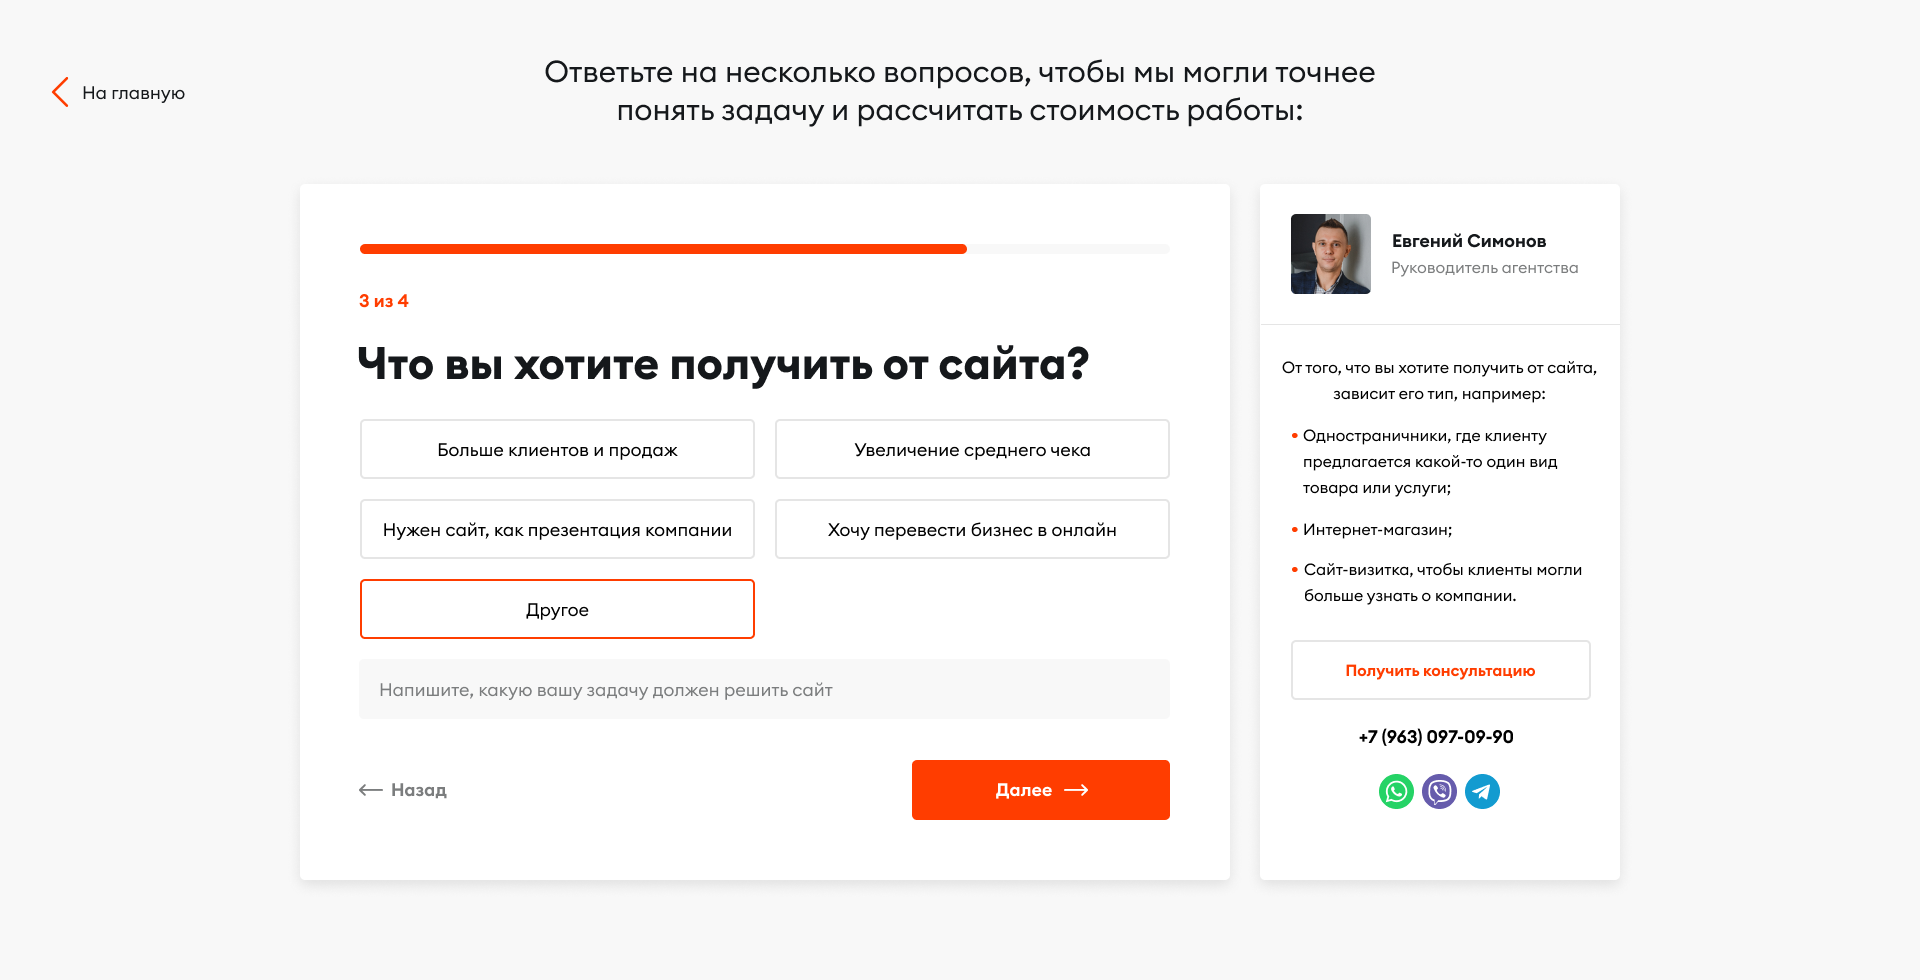 На главную
Ответьте на несколько вопросов, чтобы мы могли точнее
понять задачу и рассчитать стоимость работы:
3 из 4
Что вы хотите получить от сайта?
Больше клиентов и продаж
Увеличение среднего чека
Нужен сайт, как презентация компании
Хочу перевести бизнес в онлайн
Другое
Напишите, какую вашу задачу должен решить сайт
Назад
Далее
Евгений Симонов
Руководитель агентства
От того, что вы хотите получить от сайта,
зависит его тип, например:
• Одностраничники, где клиенту
предлагается какой-то один вид
товара или услуги;
• Интернет-магазин;
• Сайт-визитка, чтобы клиенты могли
больше узнать о компании.
Получить консультацию
+7 (963) 097-09-90